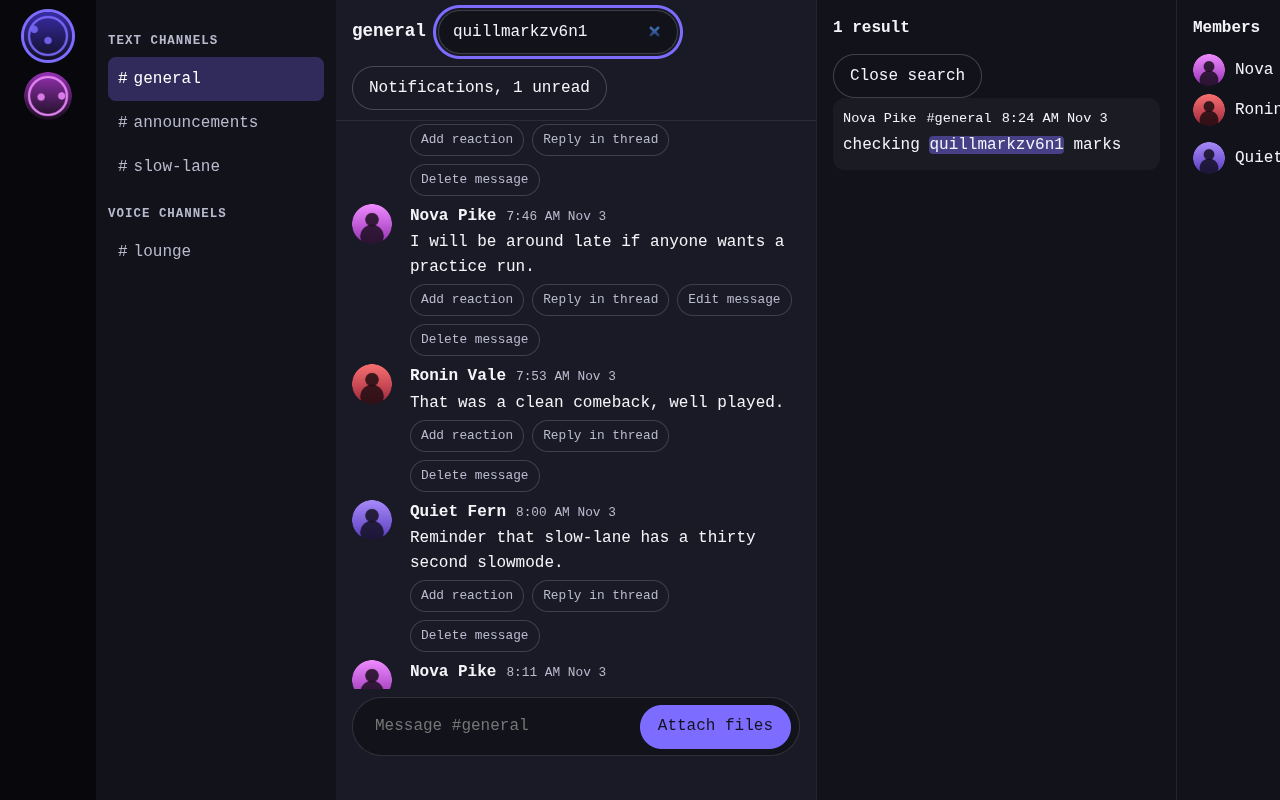 TEXT CHANNELS
# general
# announcements
# slow-lane
VOICE CHANNELS
# lounge
general
quillmarkzv6n1
Notifications, 1 unread
Add reaction
Reply in thread
Delete message
Nova Pike 7:46 AM Nov 3
I will be around late if anyone wants a
practice run.
Add reaction
Reply in thread
Edit message
Delete message
Ronin Vale 7:53 AM Nov 3
That was a clean comeback, well played.
Add reaction
Reply in thread
Delete message
Quiet Fern 8:00 AM Nov 3
Reminder that slow-lane has a thirty
second slowmode.
Add reaction
Reply in thread
Delete message
Nova Pike 8:11 AM Nov 3
Message #general
Attach files
1 result
Close search
Nova Pike #general 8:24 AM Nov 3
checking quillmarkzv6n1 marks
Members
Nova
Ronin
Quiet